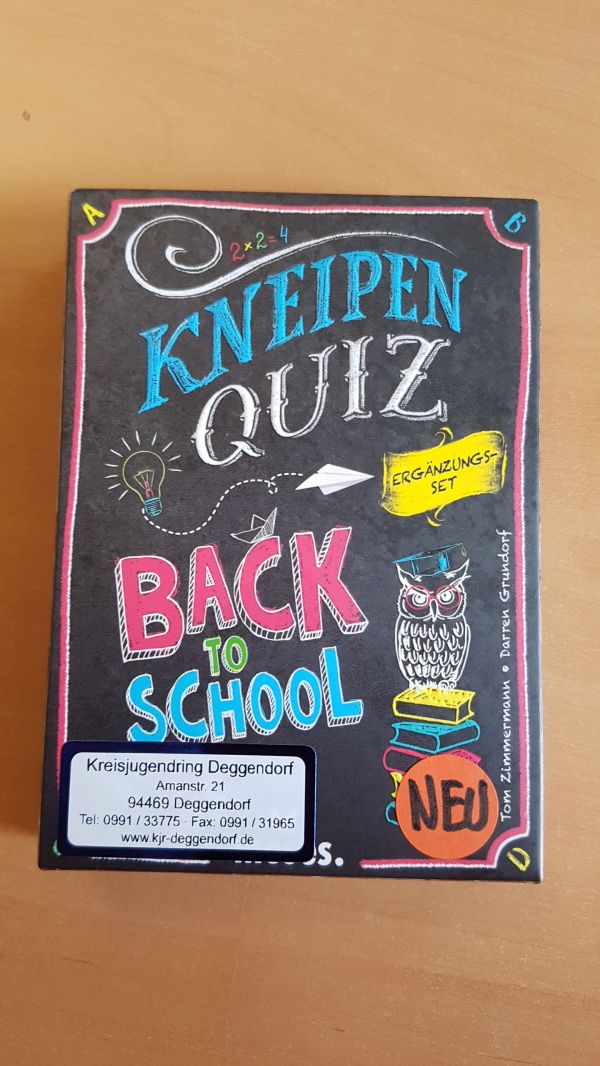 A
B
2×2=4
KNEIPEN
QUIZ
ERGÄNZUNGS-
SET
BACK
TO
SCHOOL
Tom Zimmermann • Darren Grundorf
Kreisjugendring Deggendorf
Amanstr. 21
94469 Deggendorf
Tel: 0991 / 33775 · Fax: 0991 / 31965
www.kjr-deggendorf.de
NEU
D